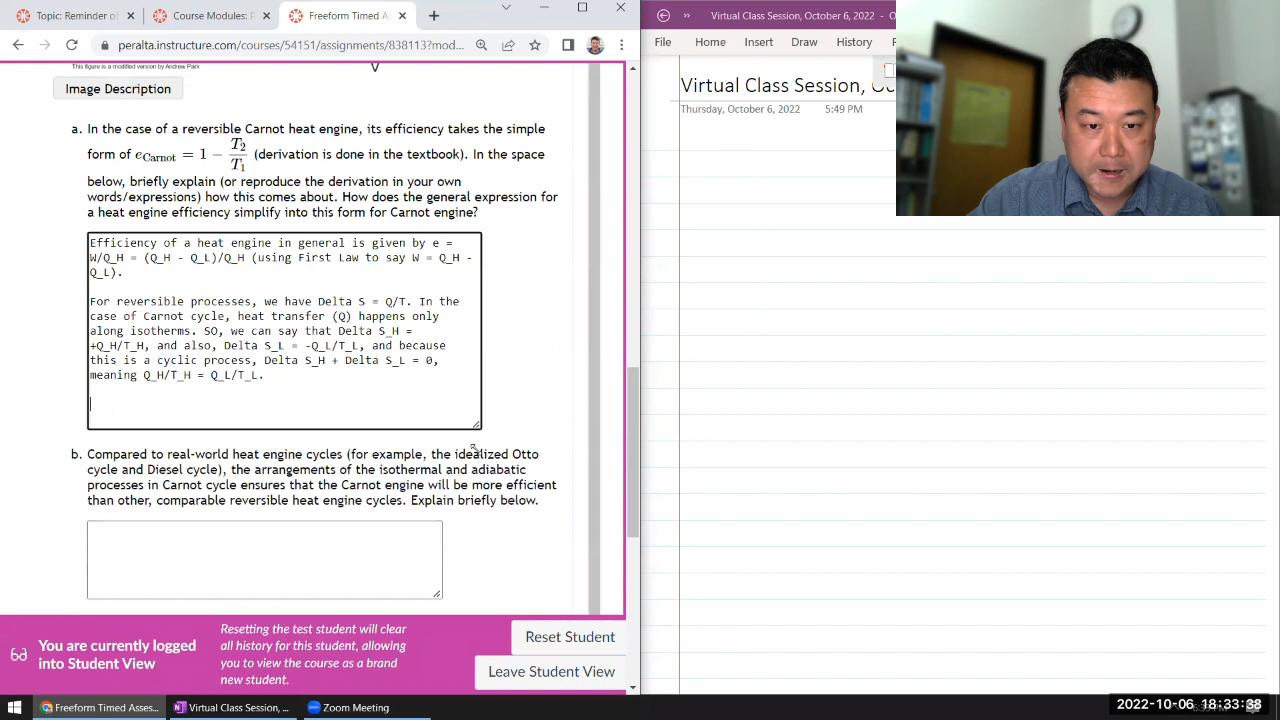 Topic: Reminder of
Course Modules: P
Freeform Timed A
peralta.instructure.com/courses/54151/assignments/838113?mod...
This figure is a modified version by Andrew Park
V
Image Description
a. In the case of a reversible Carnot heat engine, its efficiency takes the simple
form of e_Carnot = 1 − T_2/T_1 (derivation is done in the textbook). In the space
below, briefly explain (or reproduce the derivation in your own
words/expressions) how this comes about. How does the general expression for
a heat engine efficiency simplify into this form for Carnot engine?
Efficiency of a heat engine in general is given by e =
W/Q_H = (Q_H - Q_L)/Q_H (using First Law to say W = Q_H -
Q_L).
For reversible processes, we have Delta S = Q/T. In the
case of Carnot cycle, heat transfer (Q) happens only
along isotherms. SO, we can say that Delta S_H =
+Q_H/T_H, and also, Delta S_L = -Q_L/T_L, and because
this is a cyclic process, Delta S_H + Delta S_L = 0,
meaning Q_H/T_H = Q_L/T_L.
b. Compared to real-world heat engine cycles (for example, the idealized Otto
cycle and Diesel cycle), the arrangements of the isothermal and adiabatic
processes in Carnot cycle ensures that the Carnot engine will be more efficient
than other, comparable reversible heat engine cycles. Explain briefly below.
You are currently logged
into Student View
Resetting the test student will clear
all history for this student, allowing
you to view the course as a brand
new student.
Reset Student
Leave Student View
Virtual Class Session, October 6, 2022 - O
File Home Insert Draw History
Virtual Class Session, Oc
Thursday, October 6, 2022 5:49 PM
Freeform Timed Asses...
Virtual Class Session, ...
Zoom Meeting
2022-10-06 18:33:38